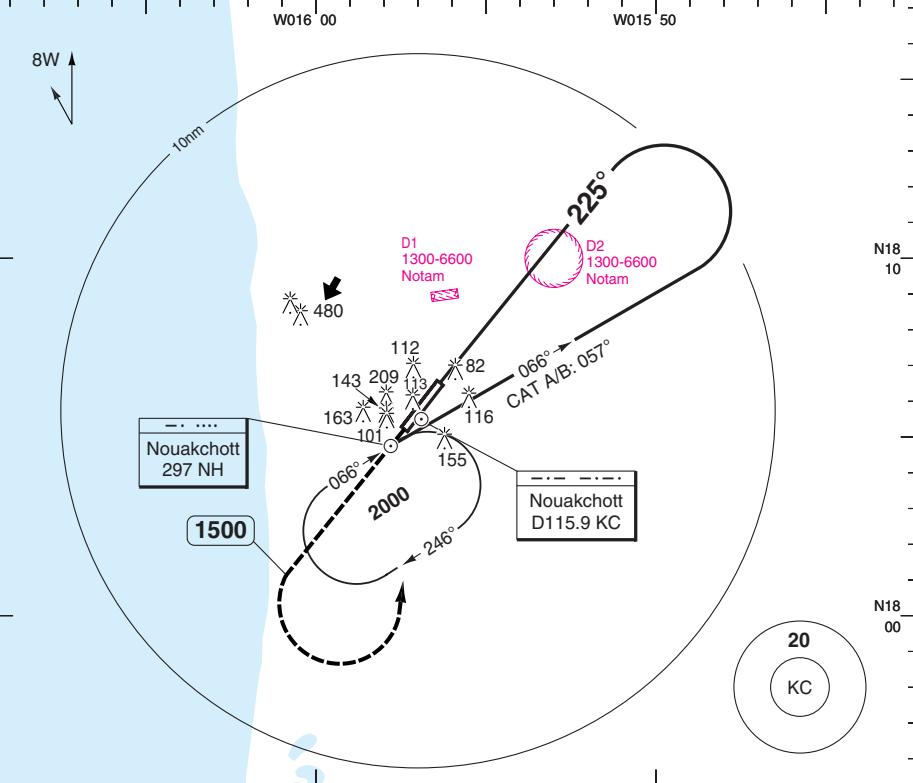 W016 00
W015 50
8W
10nm
225°
D1
1300-6600
Notam
D2
1300-6600
Notam
N18
10
480
112
82
209
113
143
066°
CAT A/B: 057°
163
116
101
155
Nouakchott
297 NH
066°
2000
Nouakchott
D115.9 KC
1500
246°
N18
00
20
KC